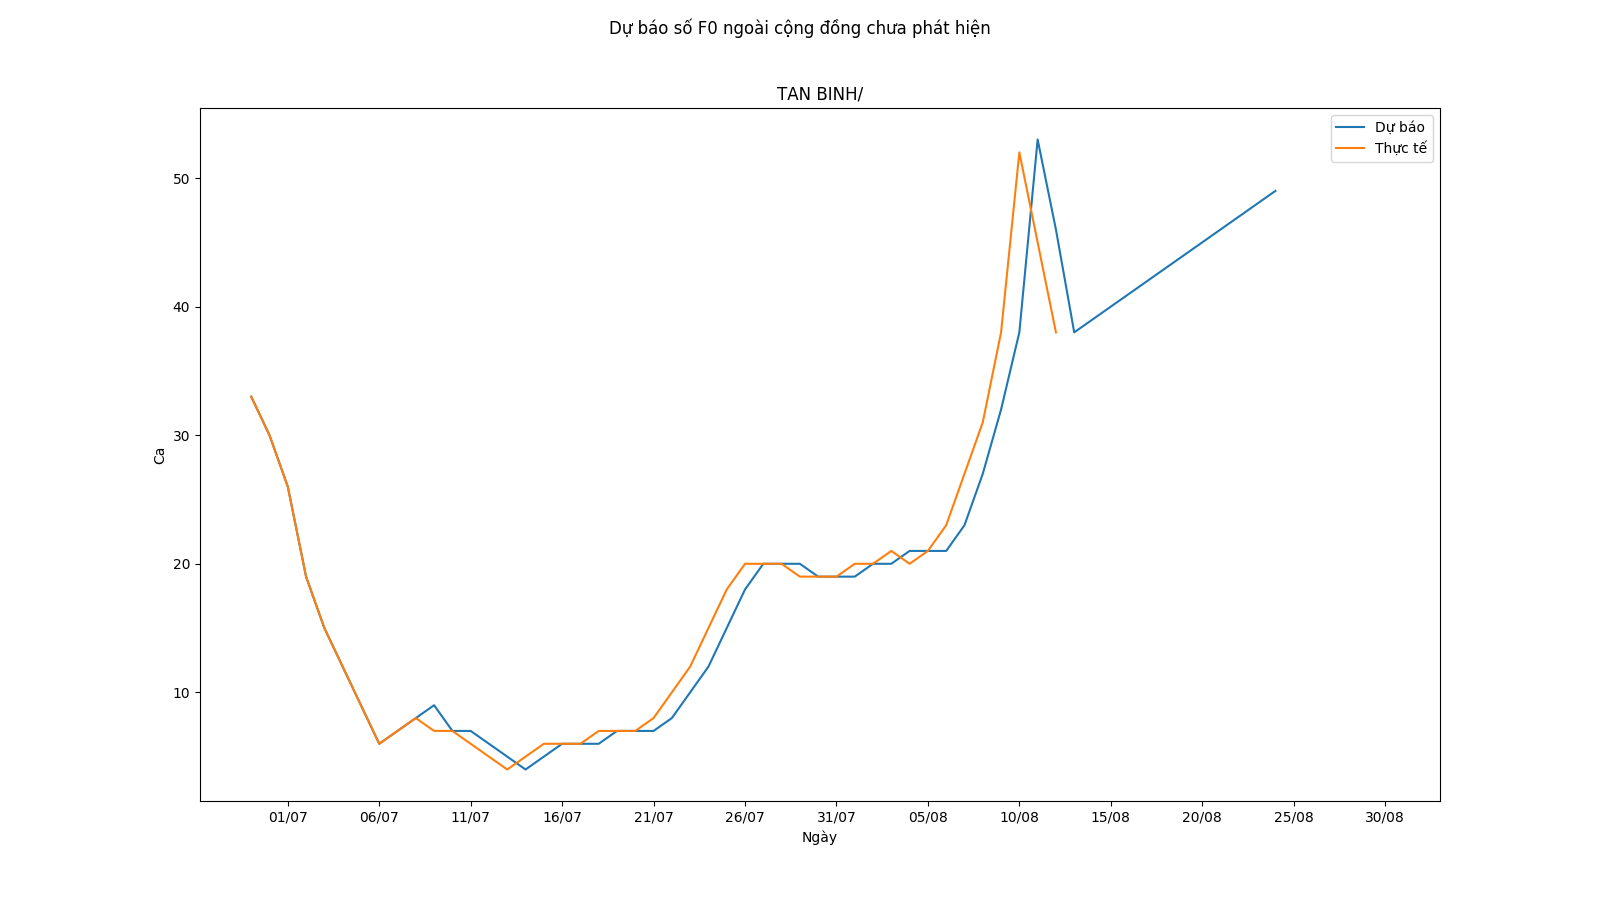 Dự báo số F0 ngoài cộng đồng chưa phát hiện
TAN BINH/
Dự báo
Thực tế
50
40
30
20
10
Ca
01/07 06/07 11/07 16/07 21/07 26/07 31/07 05/08 10/08 15/08 20/08 25/08 30/08
Ngày